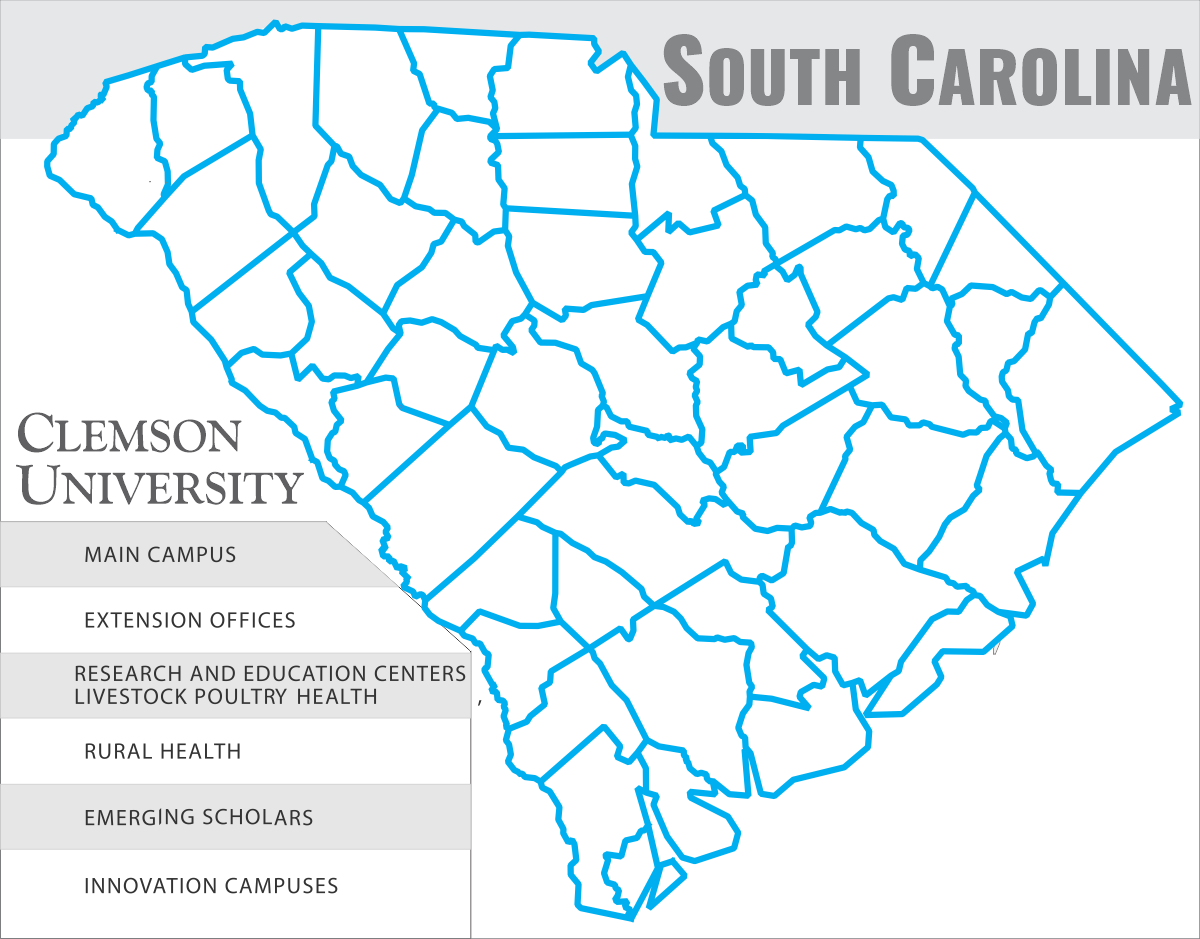 SOUTH CAROLINA
CLEMSON
UNIVERSITY
MAIN CAMPUS
EXTENSION OFFICES
RESEARCH AND EDUCATION CENTERS
LIVESTOCK POULTRY HEALTH
,
RURAL HEALTH
EMERGING SCHOLARS
INNOVATION CAMPUSES